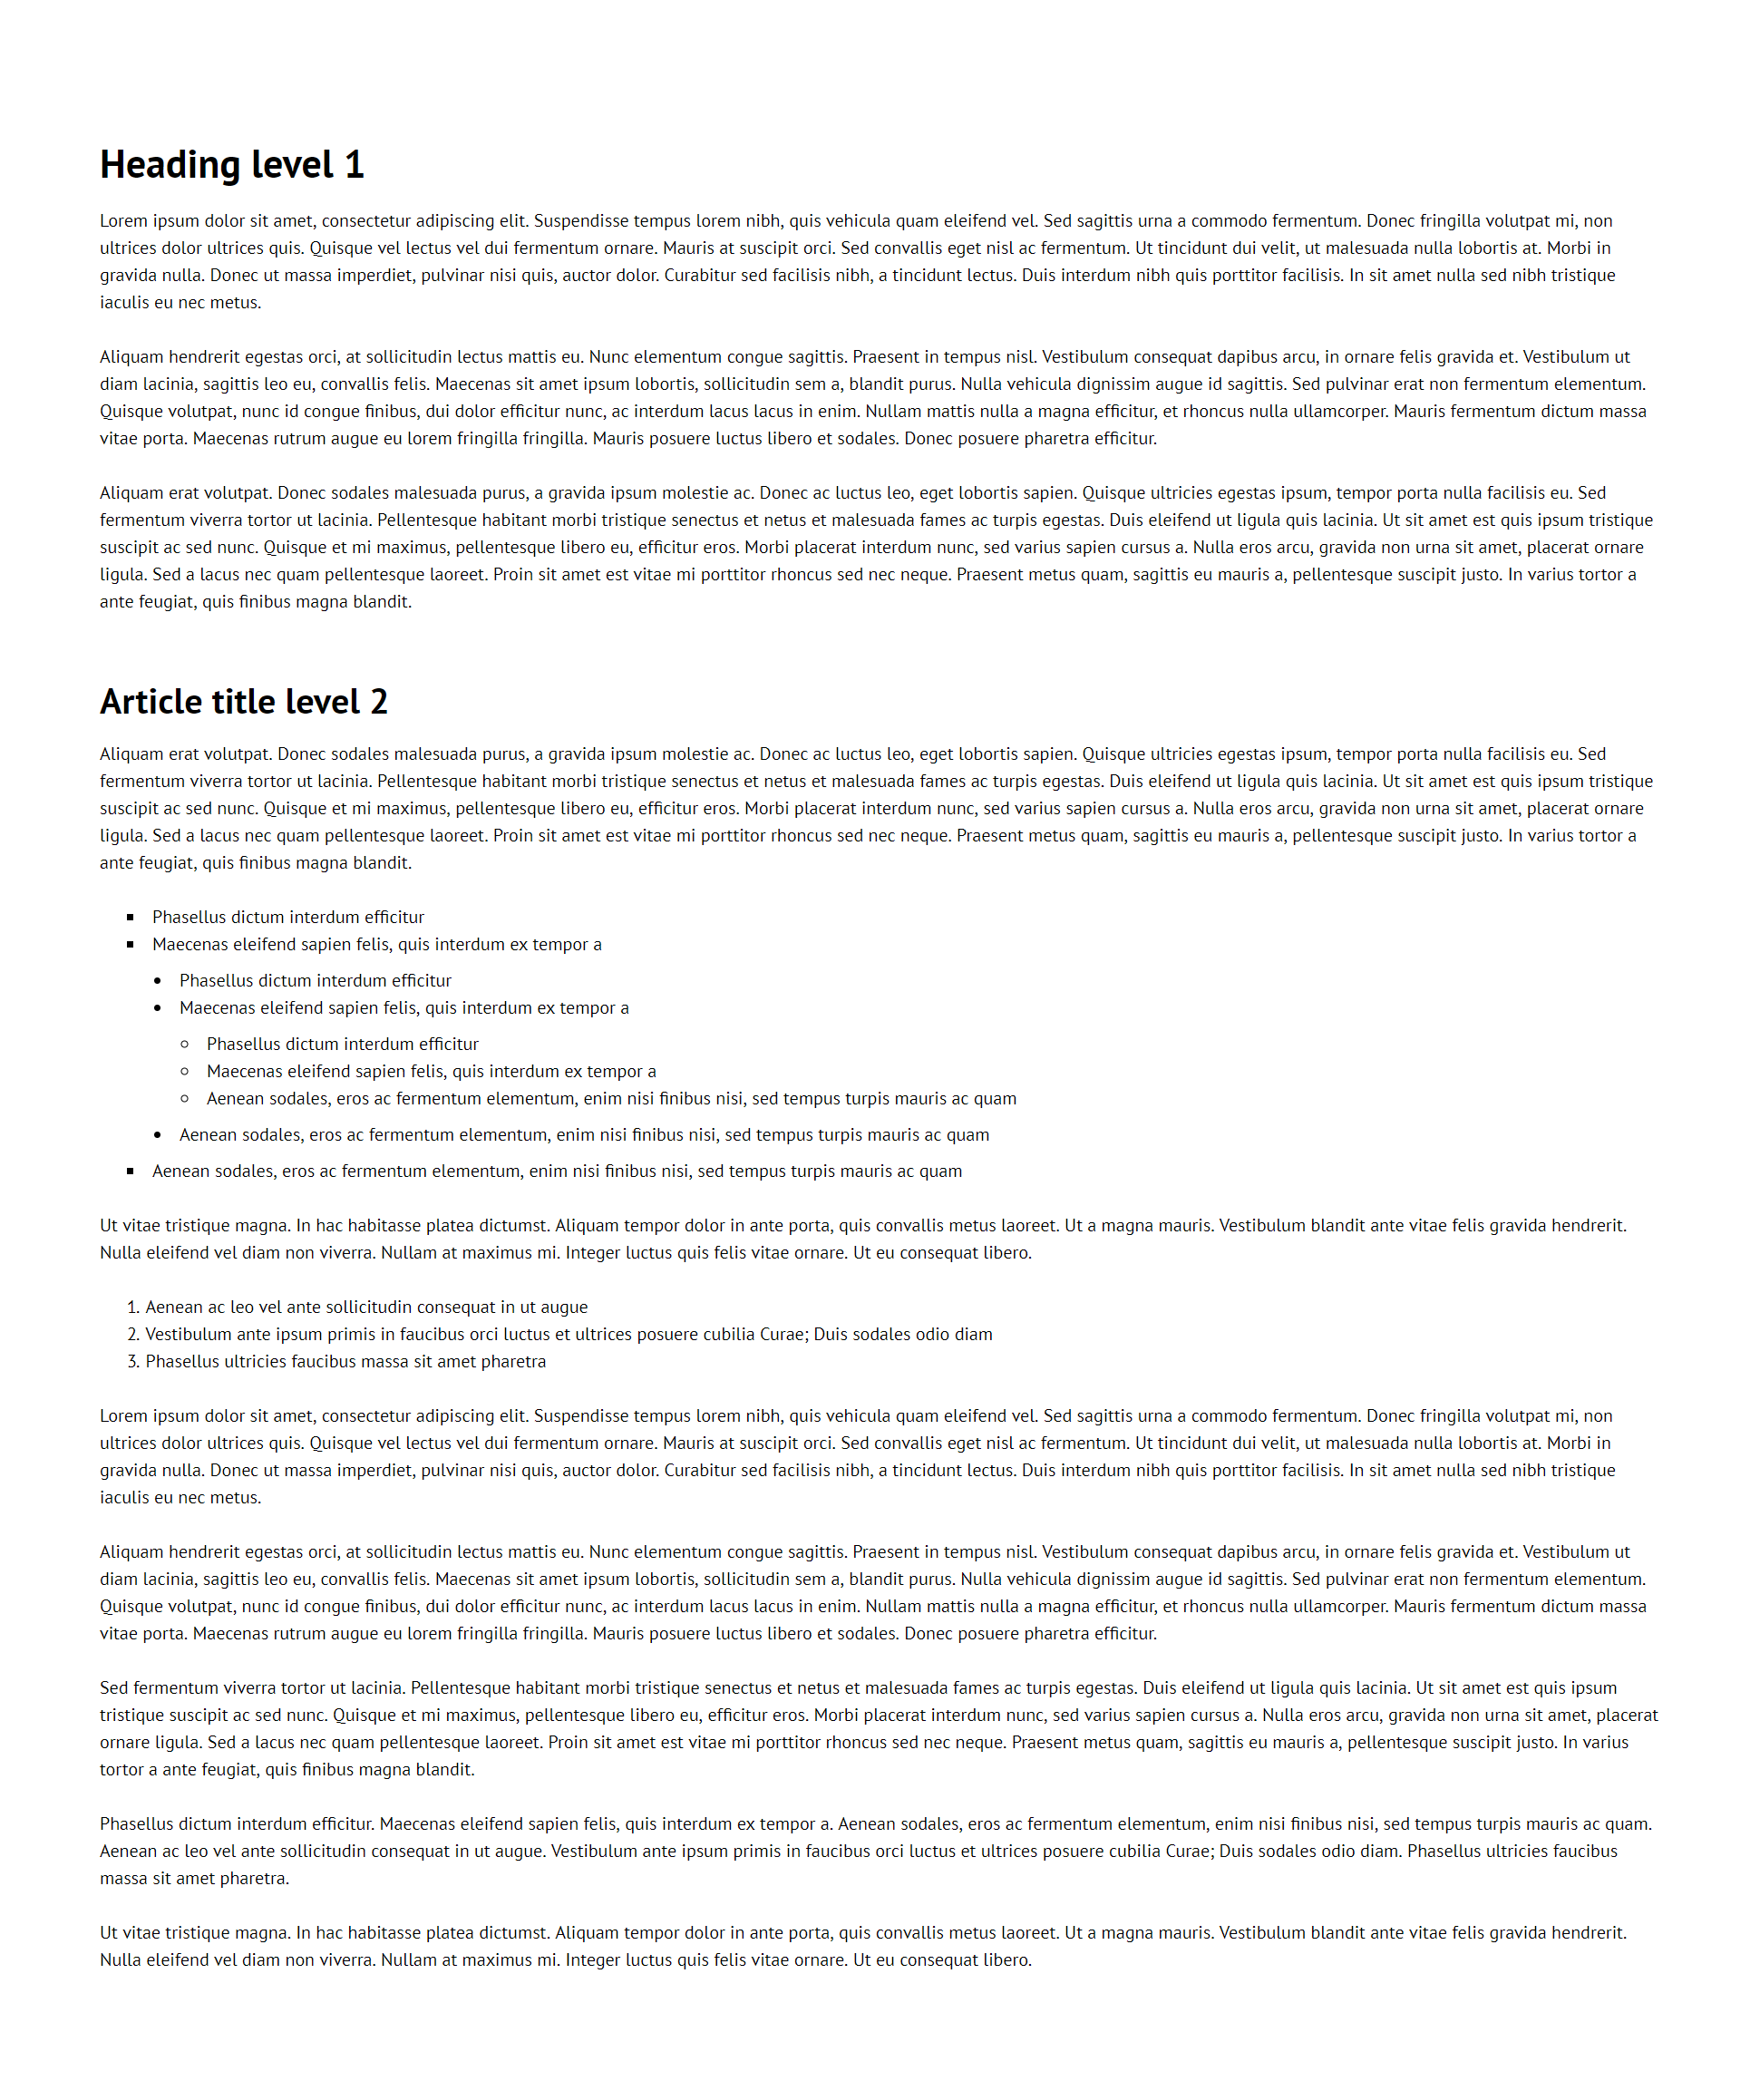 Heading level 1
Lorem ipsum dolor sit amet, consectetur adipiscing elit. Suspendisse tempus lorem nibh, quis vehicula quam eleifend vel. Sed sagittis urna a commodo fermentum. Donec fringilla volutpat mi, non
ultrices dolor ultrices quis. Quisque vel lectus vel dui fermentum ornare. Mauris at suscipit orci. Sed convallis eget nisl ac fermentum. Ut tincidunt dui velit, ut malesuada nulla lobortis at. Morbi in
gravida nulla. Donec ut massa imperdiet, pulvinar nisi quis, auctor dolor. Curabitur sed facilisis nibh, a tincidunt lectus. Duis interdum nibh quis porttitor facilisis. In sit amet nulla sed nibh tristique
iaculis eu nec metus.
Aliquam hendrerit egestas orci, at sollicitudin lectus mattis eu. Nunc elementum congue sagittis. Praesent in tempus nisl. Vestibulum consequat dapibus arcu, in ornare felis gravida et. Vestibulum ut
diam lacinia, sagittis leo eu, convallis felis. Maecenas sit amet ipsum lobortis, sollicitudin sem a, blandit purus. Nulla vehicula dignissim augue id sagittis. Sed pulvinar erat non fermentum elementum.
Quisque volutpat, nunc id congue finibus, dui dolor efficitur nunc, ac interdum lacus lacus in enim. Nullam mattis nulla a magna efficitur, et rhoncus nulla ullamcorper. Mauris fermentum dictum massa
vitae porta. Maecenas rutrum augue eu lorem fringilla fringilla. Mauris posuere luctus libero et sodales. Donec posuere pharetra efficitur.
Aliquam erat volutpat. Donec sodales malesuada purus, a gravida ipsum molestie ac. Donec ac luctus leo, eget lobortis sapien. Quisque ultricies egestas ipsum, tempor porta nulla facilisis eu. Sed
fermentum viverra tortor ut lacinia. Pellentesque habitant morbi tristique senectus et netus et malesuada fames ac turpis egestas. Duis eleifend ut ligula quis lacinia. Ut sit amet est quis ipsum tristique
suscipit ac sed nunc. Quisque et mi maximus, pellentesque libero eu, efficitur eros. Morbi placerat interdum nunc, sed varius sapien cursus a. Nulla eros arcu, gravida non urna sit amet, placerat ornare
ligula. Sed a lacus nec quam pellentesque laoreet. Proin sit amet est vitae mi porttitor rhoncus sed nec neque. Praesent metus quam, sagittis eu mauris a, pellentesque suscipit justo. In varius tortor a
ante feugiat, quis finibus magna blandit.
Article title level 2
Aliquam erat volutpat. Donec sodales malesuada purus, a gravida ipsum molestie ac. Donec ac luctus leo, eget lobortis sapien. Quisque ultricies egestas ipsum, tempor porta nulla facilisis eu. Sed
fermentum viverra tortor ut lacinia. Pellentesque habitant morbi tristique senectus et netus et malesuada fames ac turpis egestas. Duis eleifend ut ligula quis lacinia. Ut sit amet est quis ipsum tristique
suscipit ac sed nunc. Quisque et mi maximus, pellentesque libero eu, efficitur eros. Morbi placerat interdum nunc, sed varius sapien cursus a. Nulla eros arcu, gravida non urna sit amet, placerat ornare
ligula. Sed a lacus nec quam pellentesque laoreet. Proin sit amet est vitae mi porttitor rhoncus sed nec neque. Praesent metus quam, sagittis eu mauris a, pellentesque suscipit justo. In varius tortor a
ante feugiat, quis finibus magna blandit.
▪ Phasellus dictum interdum efficitur
▪ Maecenas eleifend sapien felis, quis interdum ex tempor a
• Phasellus dictum interdum efficitur
• Maecenas eleifend sapien felis, quis interdum ex tempor a
◦ Phasellus dictum interdum efficitur
◦ Maecenas eleifend sapien felis, quis interdum ex tempor a
◦ Aenean sodales, eros ac fermentum elementum, enim nisi finibus nisi, sed tempus turpis mauris ac quam
• Aenean sodales, eros ac fermentum elementum, enim nisi finibus nisi, sed tempus turpis mauris ac quam
▪ Aenean sodales, eros ac fermentum elementum, enim nisi finibus nisi, sed tempus turpis mauris ac quam
Ut vitae tristique magna. In hac habitasse platea dictumst. Aliquam tempor dolor in ante porta, quis convallis metus laoreet. Ut a magna mauris. Vestibulum blandit ante vitae felis gravida hendrerit.
Nulla eleifend vel diam non viverra. Nullam at maximus mi. Integer luctus quis felis vitae ornare. Ut eu consequat libero.
1. Aenean ac leo vel ante sollicitudin consequat in ut augue
2. Vestibulum ante ipsum primis in faucibus orci luctus et ultrices posuere cubilia Curae; Duis sodales odio diam
3. Phasellus ultricies faucibus massa sit amet pharetra
Lorem ipsum dolor sit amet, consectetur adipiscing elit. Suspendisse tempus lorem nibh, quis vehicula quam eleifend vel. Sed sagittis urna a commodo fermentum. Donec fringilla volutpat mi, non
ultrices dolor ultrices quis. Quisque vel lectus vel dui fermentum ornare. Mauris at suscipit orci. Sed convallis eget nisl ac fermentum. Ut tincidunt dui velit, ut malesuada nulla lobortis at. Morbi in
gravida nulla. Donec ut massa imperdiet, pulvinar nisi quis, auctor dolor. Curabitur sed facilisis nibh, a tincidunt lectus. Duis interdum nibh quis porttitor facilisis. In sit amet nulla sed nibh tristique
iaculis eu nec metus.
Aliquam hendrerit egestas orci, at sollicitudin lectus mattis eu. Nunc elementum congue sagittis. Praesent in tempus nisl. Vestibulum consequat dapibus arcu, in ornare felis gravida et. Vestibulum ut
diam lacinia, sagittis leo eu, convallis felis. Maecenas sit amet ipsum lobortis, sollicitudin sem a, blandit purus. Nulla vehicula dignissim augue id sagittis. Sed pulvinar erat non fermentum elementum.
Quisque volutpat, nunc id congue finibus, dui dolor efficitur nunc, ac interdum lacus lacus in enim. Nullam mattis nulla a magna efficitur, et rhoncus nulla ullamcorper. Mauris fermentum dictum massa
vitae porta. Maecenas rutrum augue eu lorem fringilla fringilla. Mauris posuere luctus libero et sodales. Donec posuere pharetra efficitur.
Sed fermentum viverra tortor ut lacinia. Pellentesque habitant morbi tristique senectus et netus et malesuada fames ac turpis egestas. Duis eleifend ut ligula quis lacinia. Ut sit amet est quis ipsum
tristique suscipit ac sed nunc. Quisque et mi maximus, pellentesque libero eu, efficitur eros. Morbi placerat interdum nunc, sed varius sapien cursus a. Nulla eros arcu, gravida non urna sit amet, placerat
ornare ligula. Sed a lacus nec quam pellentesque laoreet. Proin sit amet est vitae mi porttitor rhoncus sed nec neque. Praesent metus quam, sagittis eu mauris a, pellentesque suscipit justo. In varius
tortor a ante feugiat, quis finibus magna blandit.
Phasellus dictum interdum efficitur. Maecenas eleifend sapien felis, quis interdum ex tempor a. Aenean sodales, eros ac fermentum elementum, enim nisi finibus nisi, sed tempus turpis mauris ac quam.
Aenean ac leo vel ante sollicitudin consequat in ut augue. Vestibulum ante ipsum primis in faucibus orci luctus et ultrices posuere cubilia Curae; Duis sodales odio diam. Phasellus ultricies faucibus
massa sit amet pharetra.
Ut vitae tristique magna. In hac habitasse platea dictumst. Aliquam tempor dolor in ante porta, quis convallis metus laoreet. Ut a magna mauris. Vestibulum blandit ante vitae felis gravida hendrerit.
Nulla eleifend vel diam non viverra. Nullam at maximus mi. Integer luctus quis felis vitae ornare. Ut eu consequat libero.